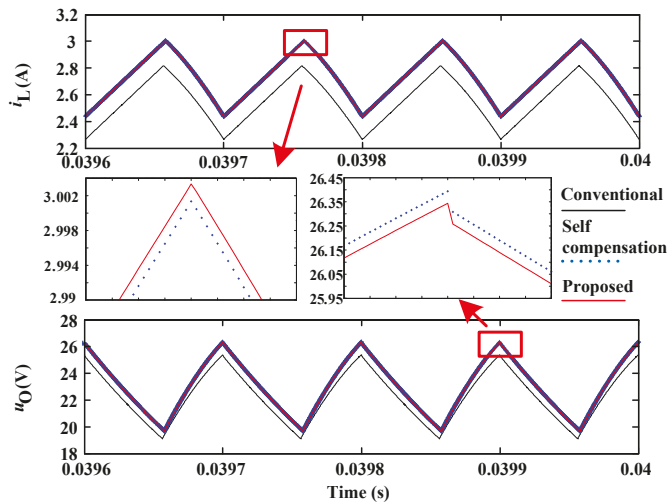 3.2
3
2.8
2.6
2.4
2.2
iL(A)
0.0396 0.0397 0.0398 0.0399 0.04
3.002
2.998
2.994
2.99
26.45
26.35
26.25
26.15
26.05
25.95
Conventional
Self
compensation
Proposed
28
26
24
22
20
18
uO(V)
0.0396 0.0397 0.0398 0.0399 0.04
Time (s)